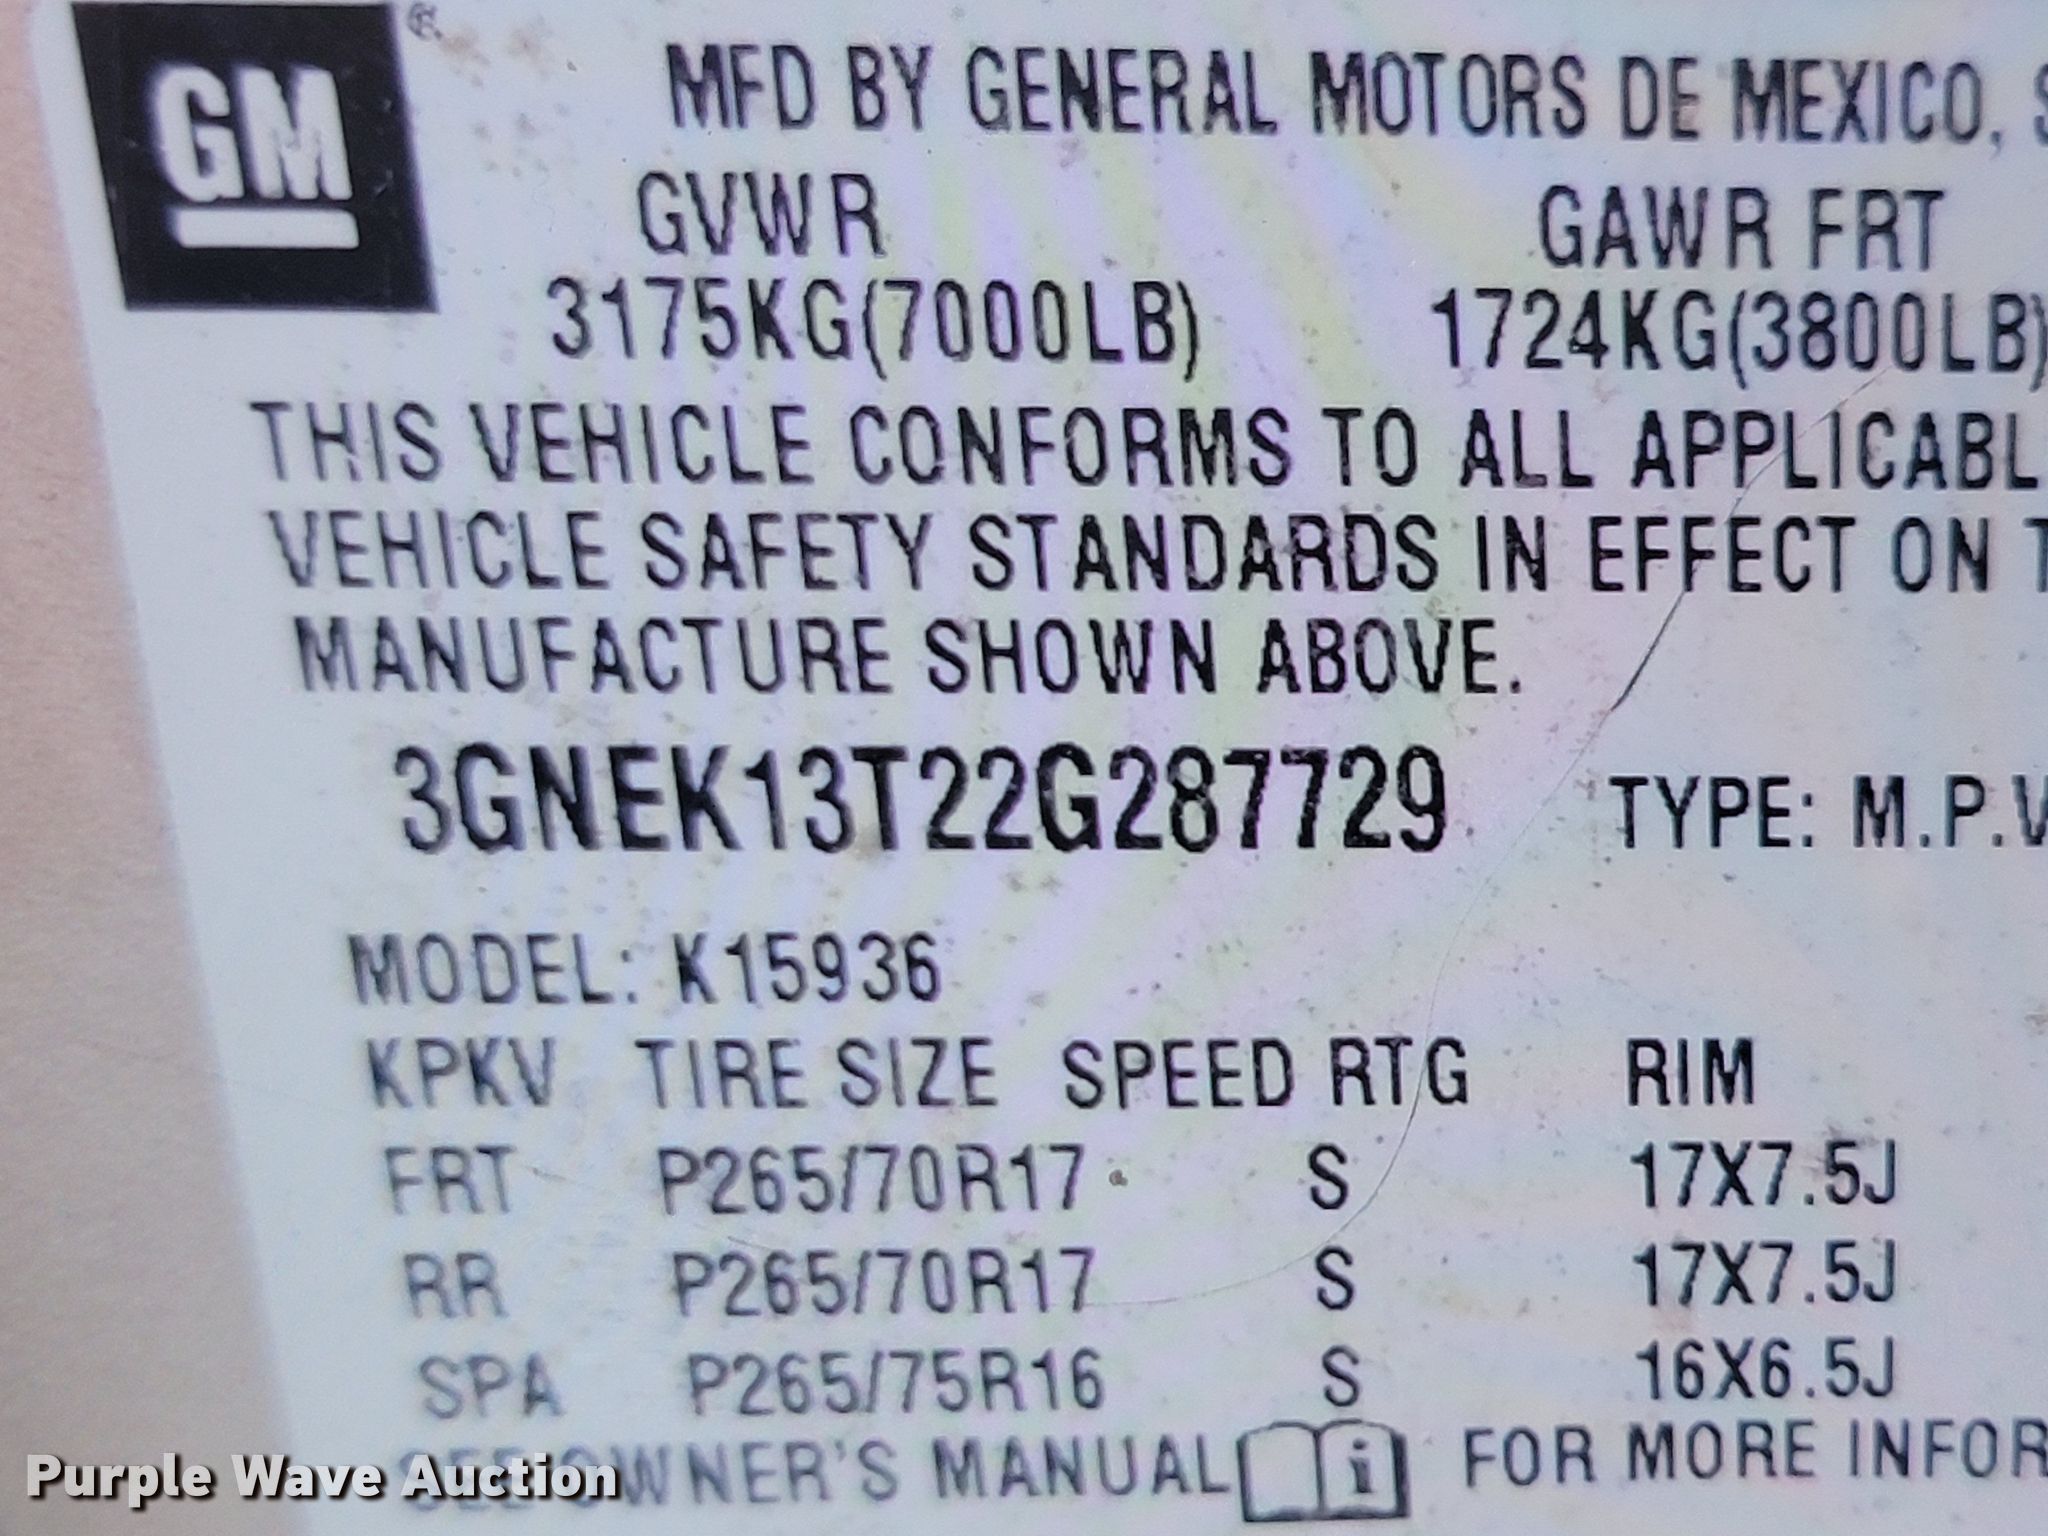 GM
MFD BY GENERAL MOTORS DE MEXICO, S
GVWR GAWR FRT
3175KG(7000LB) 1724KG(3800LB)
THIS VEHICLE CONFORMS TO ALL APPLICABL
VEHICLE SAFETY STANDARDS IN EFFECT ON T
MANUFACTURE SHOWN ABOVE.
3GNEK13T22G287729 TYPE: M.P.V
MODEL: K15936
KPKV TIRE SIZE SPEED RTG RIM
FRT P265/70R17 S 17X7.5J
RR P265/70R17 S 17X7.5J
SPA P265/75R16 S 16X6.5J
SEE OWNER'S MANUAL i FOR MORE INFOR
Purple Wave Auction